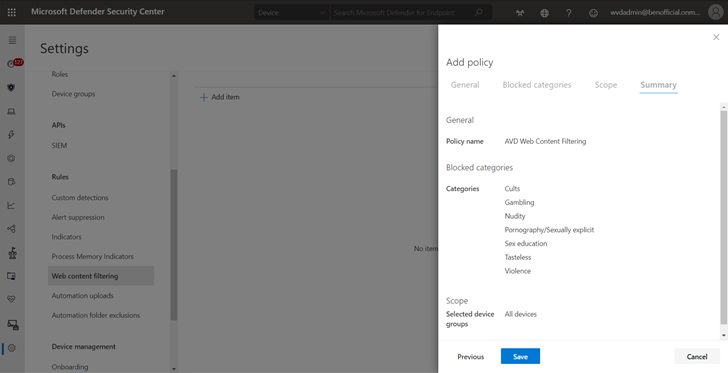 Microsoft Defender Security Center
Device
Search Microsoft Defender for Endpoint
wvdadmin@benofficial.onm...
Settings
Roles
Device groups
APIs
SIEM
Rules
Custom detections
Alert suppression
Indicators
Process Memory Indicators
Web content filtering
Automation uploads
Automation folder exclusions
Device management
Onboarding
Add item
No item
Add policy
General
Blocked categories
Scope
Summary
General
Policy name
AVD Web Content Filtering
Blocked categories
Categories
Cults
Gambling
Nudity
Pornography/Sexually explicit
Sex education
Tasteless
Violence
Scope
Selected device
groups
All devices
Previous
Save
Cancel